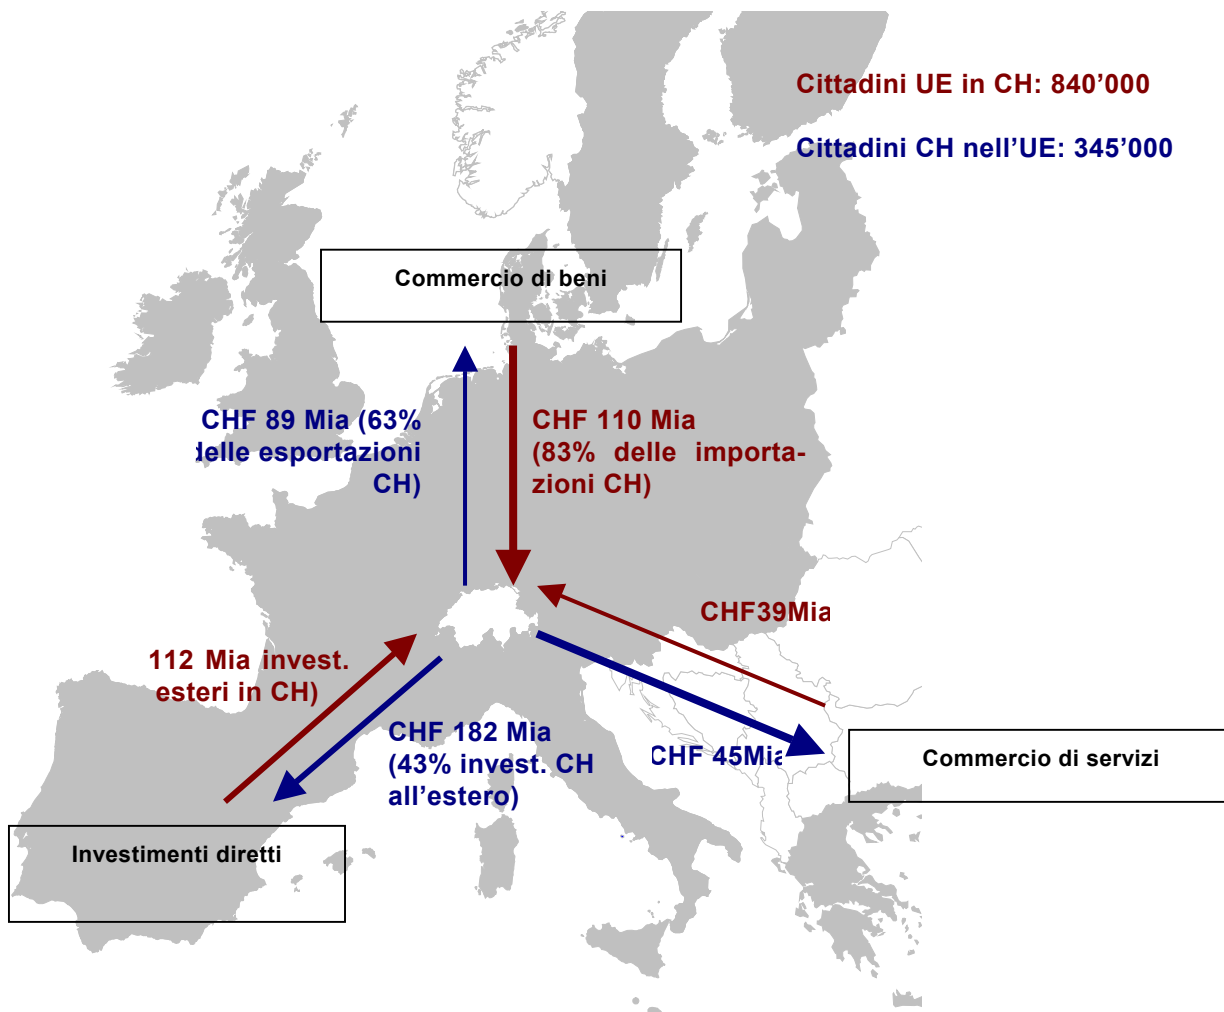 Cittadini UE in CH: 840’000
Cittadini CH nell’UE: 345’000
Commercio di beni
CHF 89 Mia (63%
delle esportazioni
CH)
CHF 110 Mia
(83% delle importa-
zioni CH)
CHF39Mia
112 Mia invest.
esteri in CH)
CHF 182 Mia
(43% invest. CH
all’estero)
CHF 45Mia
Commercio di servizi
Investimenti diretti